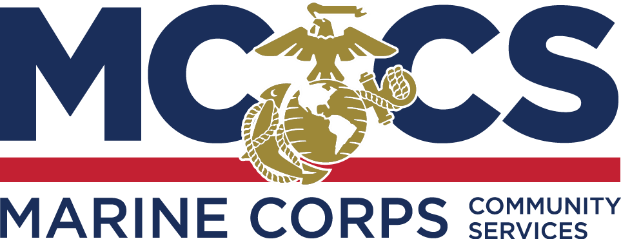 MCCS
MARINE CORPS
COMMUNITY
SERVICES